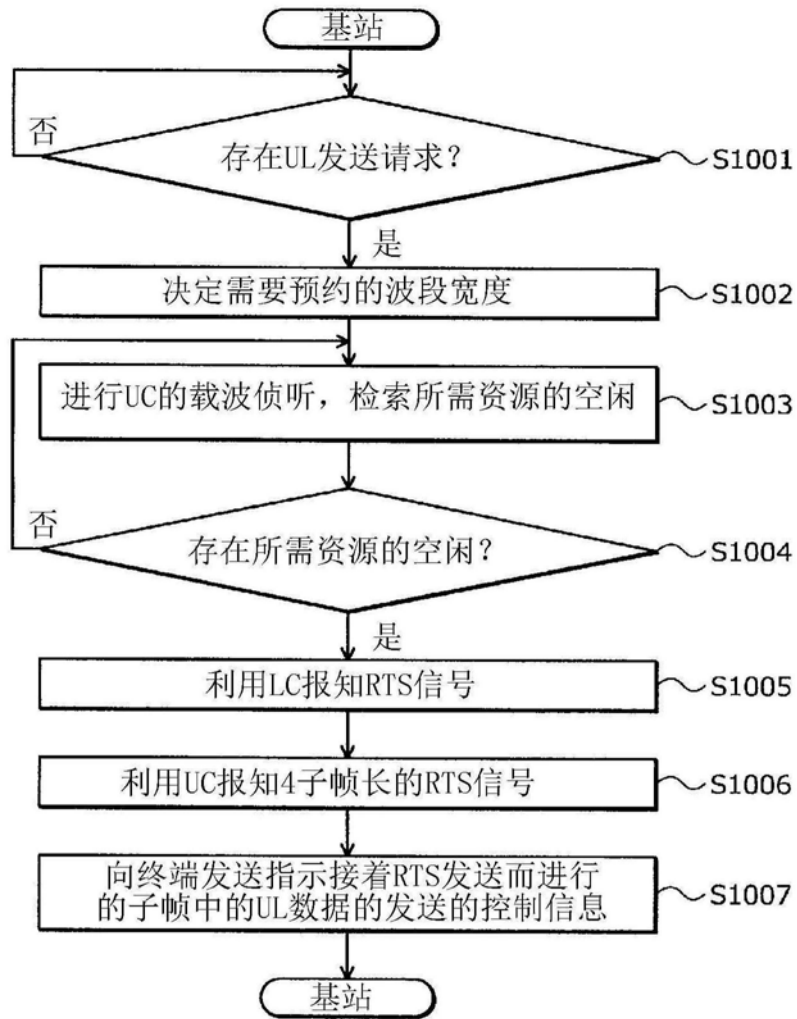 基站
否
存在UL发送请求？
S1001
是
决定需要预约的波段宽度
S1002
进行UC的载波侦听，检索所需资源的空闲
S1003
否
存在所需资源的空闲？
S1004
是
利用LC报知RTS信号
S1005
利用UC报知4子帧长的RTS信号
S1006
向终端发送指示接着RTS发送而进行
的子帧中的UL数据的发送的控制信息
S1007
基站